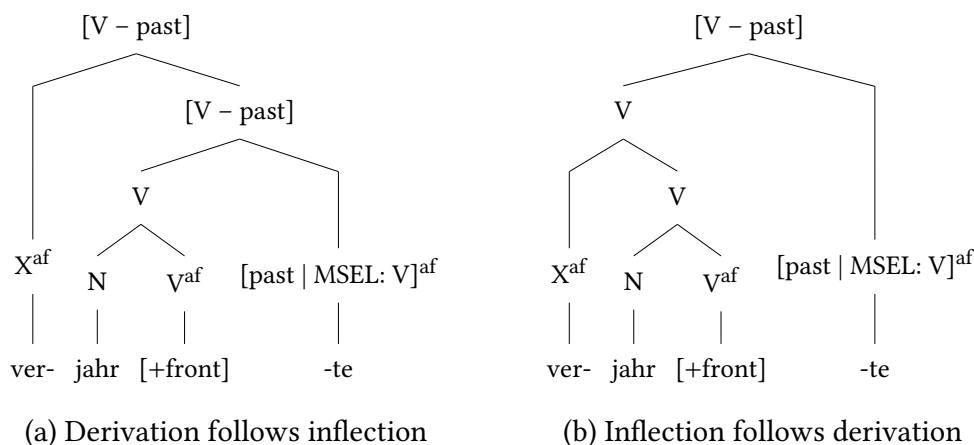 [V – past] [V – past]
[V – past] V
V V
X^af N V^af [past | MSEL: V]^af X^af N V^af [past | MSEL: V]^af
ver- jahr [+front] -te ver- jahr [+front] -te
(a) Derivation follows inflection (b) Inflection follows derivation